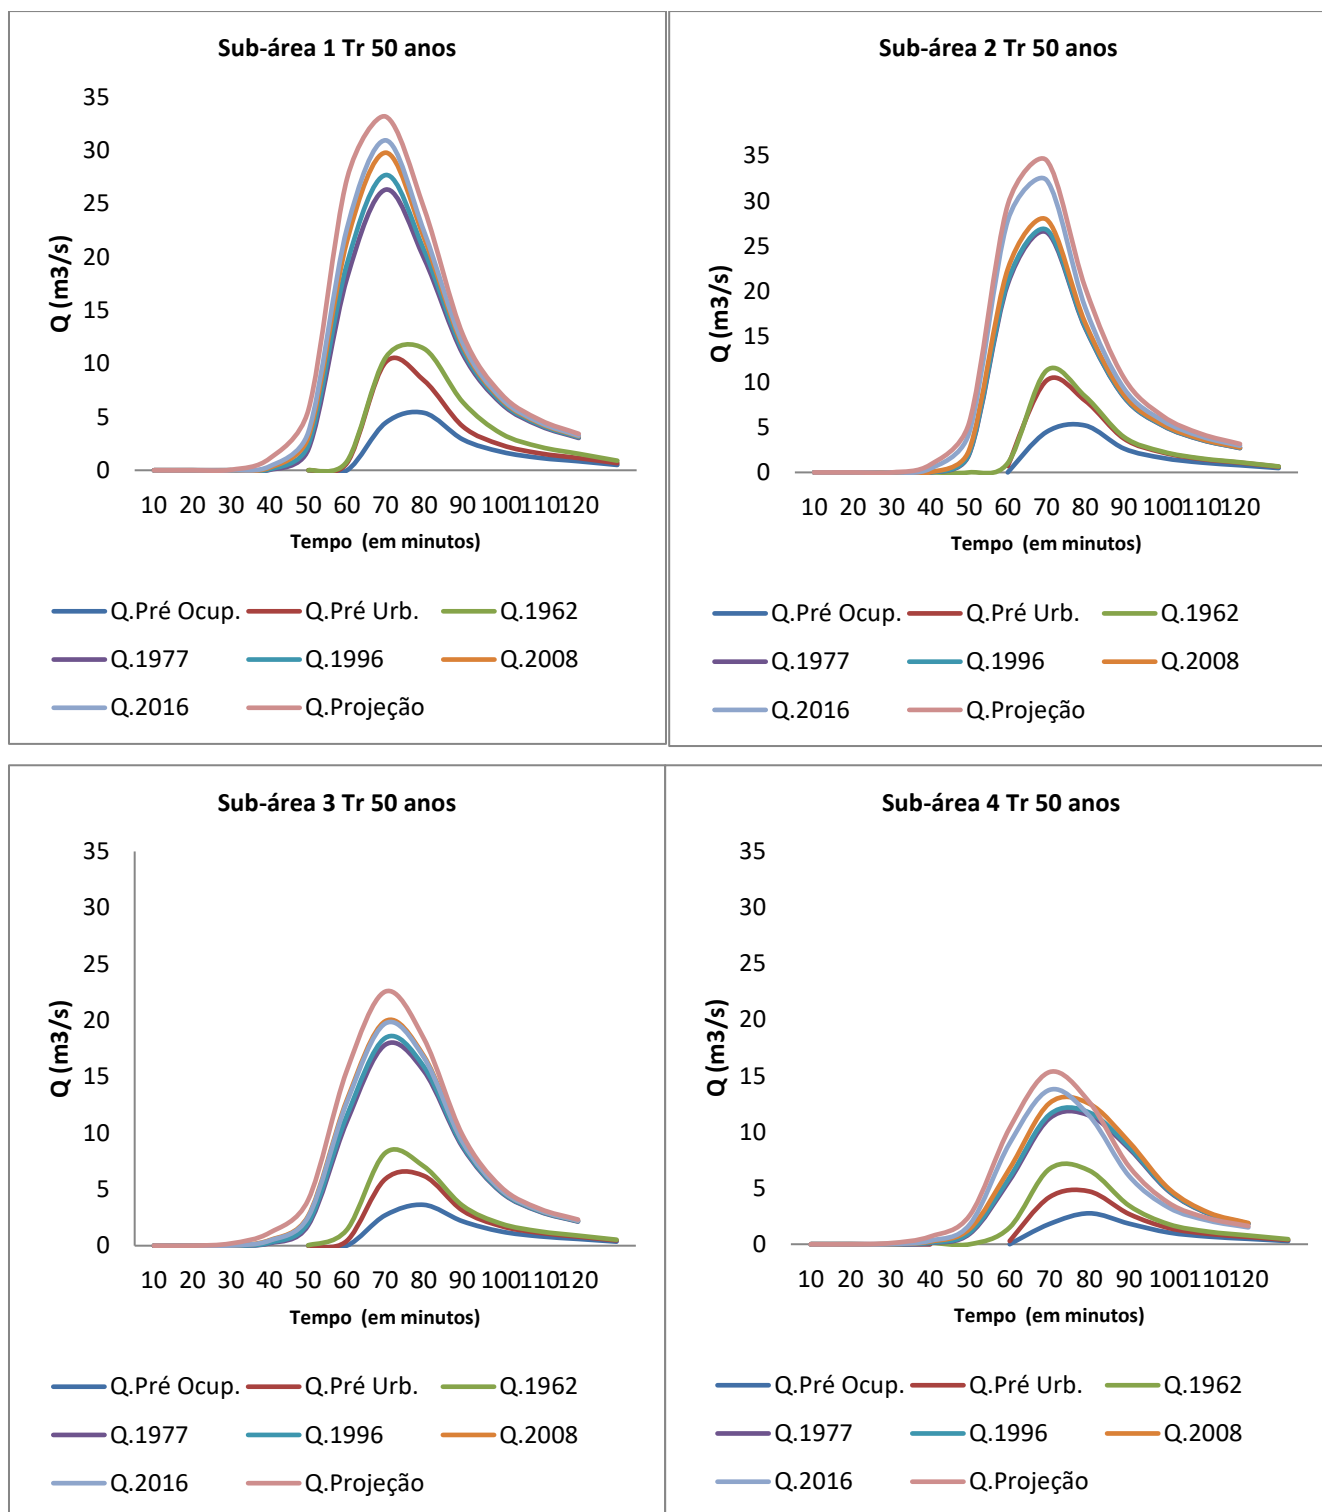 Sub-área 1 Tr 50 anos
35
30
25
20
15
10
5
0
Q (m3/s)
10 20 30 40 50 60 70 80 90 100110120
Tempo (em minutos)
Q.Pré Ocup. Q.Pré Urb. Q.1962
Q.1977 Q.1996 Q.2008
Q.2016 Q.Projeção
Sub-área 2 Tr 50 anos
35
30
25
20
15
10
5
0
Q (m3/s)
10 20 30 40 50 60 70 80 90 100110120
Tempo (em minutos)
Q.Pré Ocup. Q.Pré Urb. Q.1962
Q.1977 Q.1996 Q.2008
Q.2016 Q.Projeção
Sub-área 3 Tr 50 anos
35
30
25
20
15
10
5
0
Q (m3/s)
10 20 30 40 50 60 70 80 90 100110120
Tempo (em minutos)
Q.Pré Ocup. Q.Pré Urb. Q.1962
Q.1977 Q.1996 Q.2008
Q.2016 Q.Projeção
Sub-área 4 Tr 50 anos
35
30
25
20
15
10
5
0
Q (m3/s)
10 20 30 40 50 60 70 80 90 100110120
Tempo (em minutos)
Q.Pré Ocup. Q.Pré Urb. Q.1962
Q.1977 Q.1996 Q.2008
Q.2016 Q.Projeção